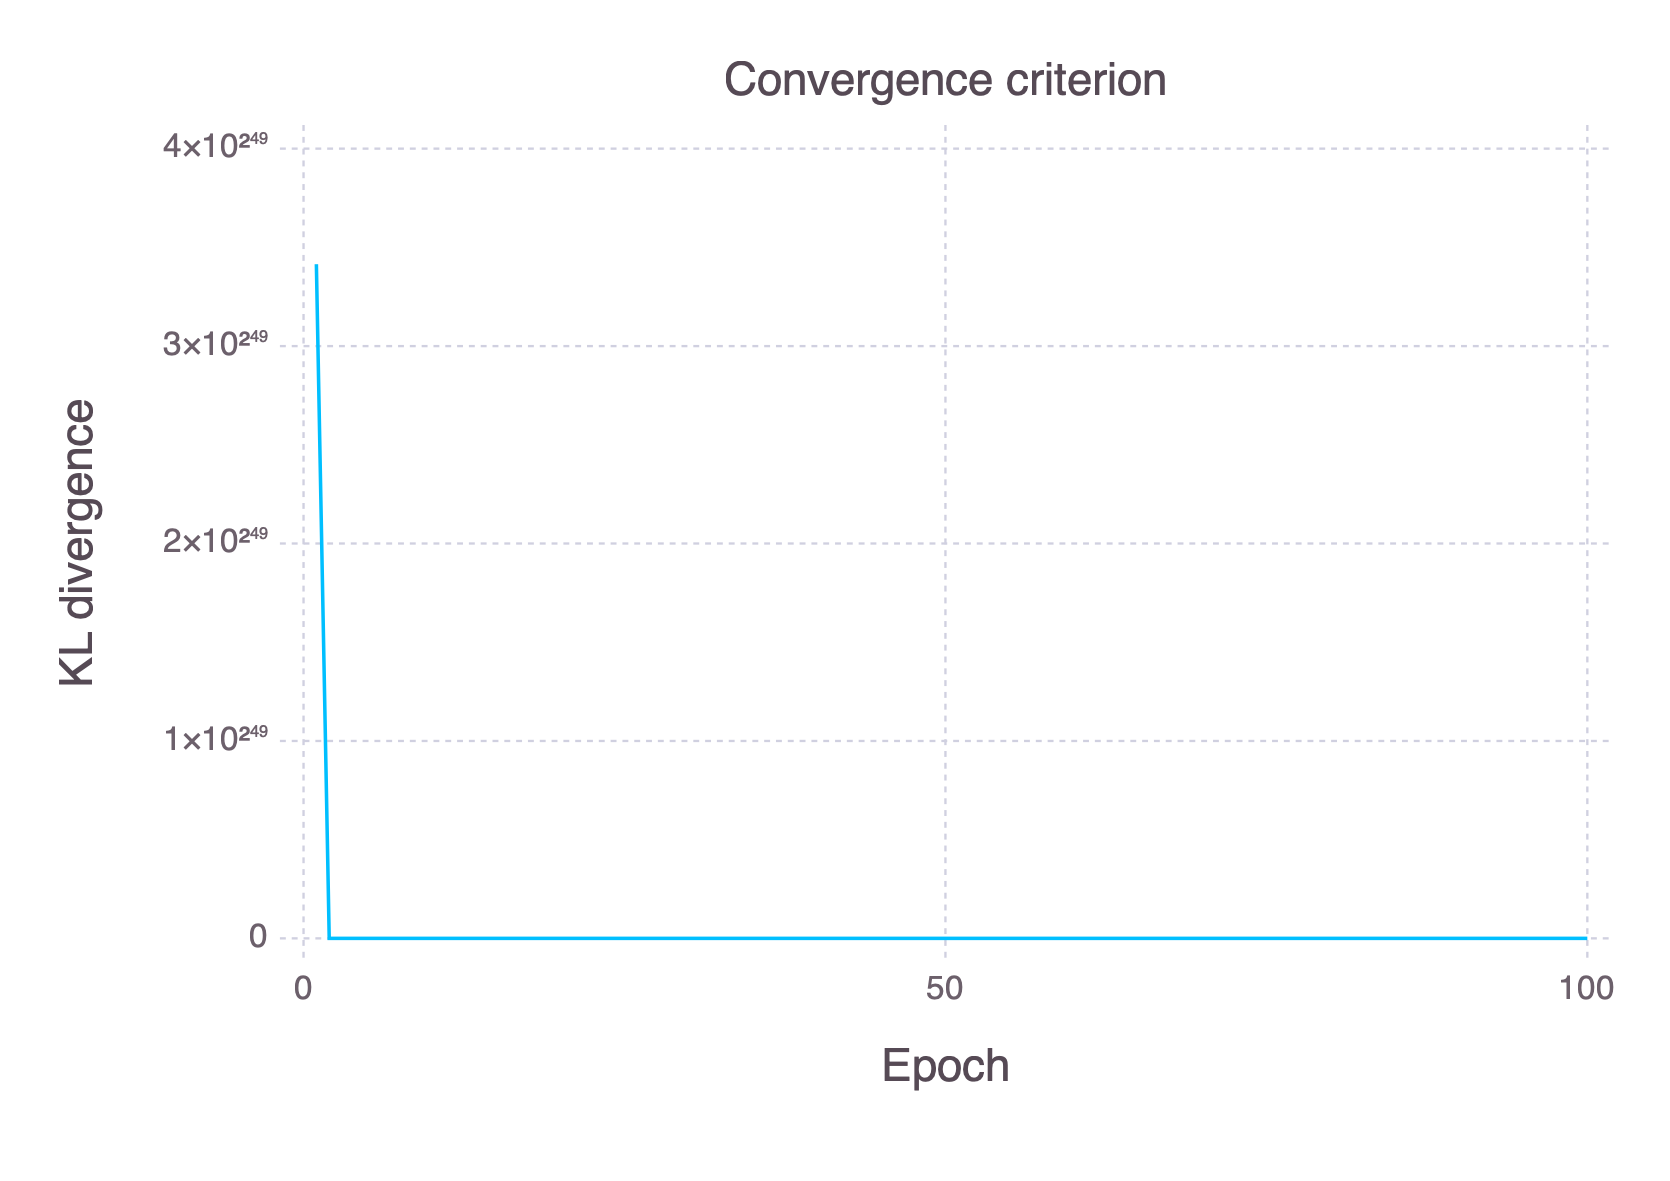 Convergence criterion
4×10²⁴⁹
3×10²⁴⁹
2×10²⁴⁹
1×10²⁴⁹
0
KL divergence
0 50 100
Epoch